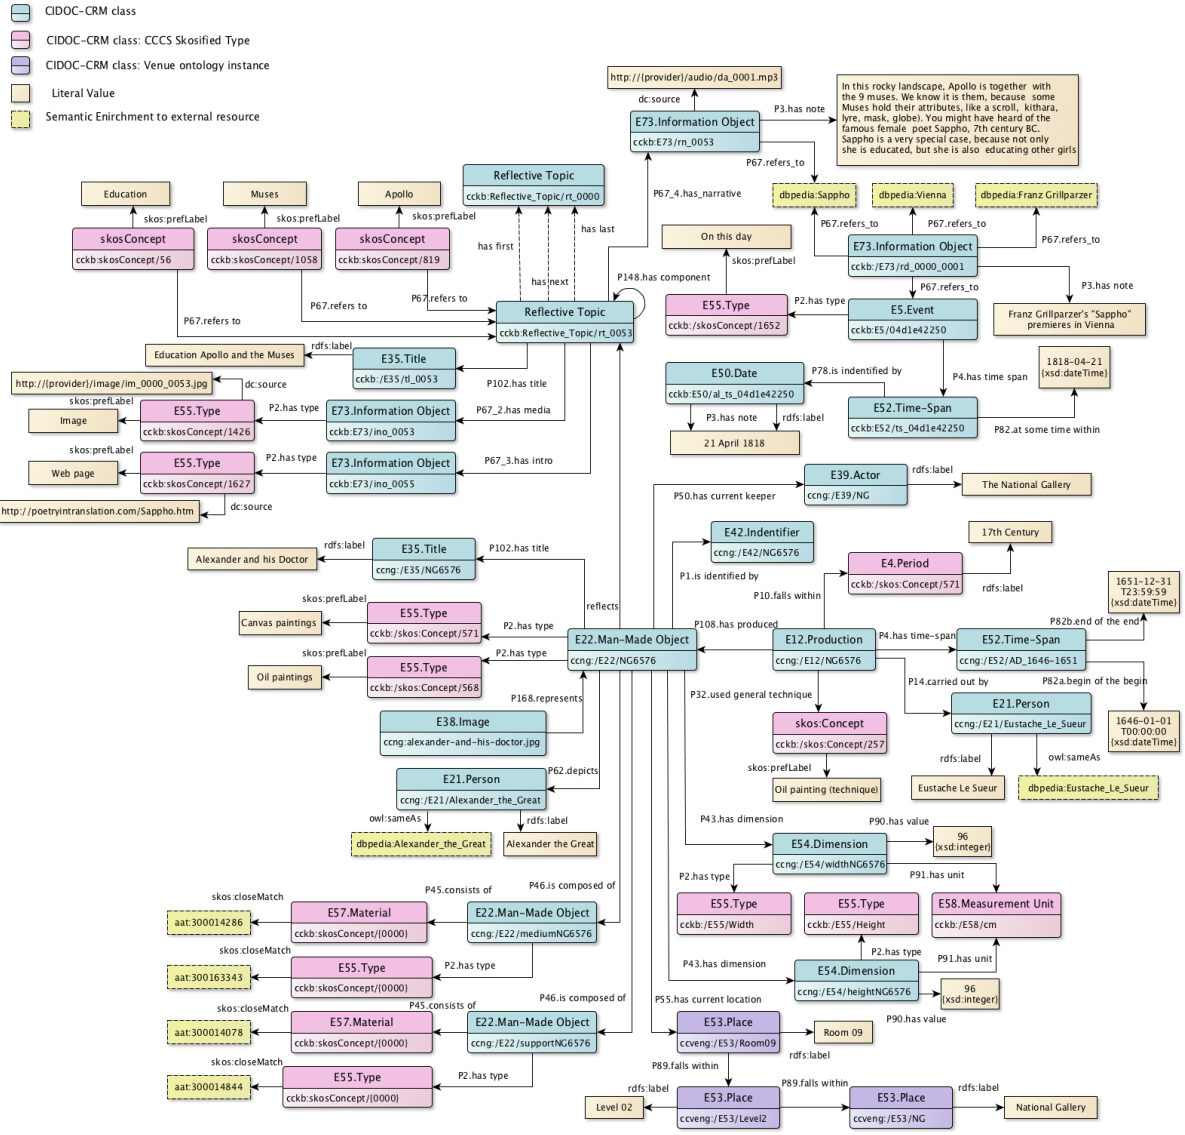 CIDOC-CRM class
CIDOC-CRM class: CCCS Skosified Type
CIDOC-CRM class: Venue ontology instance
Literal Value
Semantic Enirchment to external resource
http://{provider}/audio/da_0001.mp3
dc:source
E73.Information Object
cckb:E73/rn_0053
P3.has note
In this rocky landscape, Apollo is together with
the 9 muses. We know it is them, because some
Muses hold their attributes, like a scroll, kithara,
lyre, mask, globe). You might have heard of the
famous female poet Sappho, 7th century BC.
Sappho is a very special case, because not only
she is educated, but she is also educating other girls
P67.refers_to
P67_4.has_narrative
Reflective Topic
cckb:Reflective_Topic/rt_0000
has first
has next
has last
dbpedia:Sappho
dbpedia:Vienna
dbpedia:Franz Grillparzer
P67.refers_to
P67.refers_to
P67.refers_to
E73.Information Object
cckb:/E73/rd_0000_0001
P67.refers_to
P3.has note
Franz Grillparzer's "Sappho"
premieres in Vienna
Education
Muses
Apollo
skos:prefLabel
skos:prefLabel
skos:prefLabel
skosConcept
cckb:skosConcept/56
skosConcept
cckb:skosConcept/1058
skosConcept
cckb:skosConcept/819
P67.refers to
P67.refers to
P67.refers to
On this day
skos:prefLabel
P148.has component
E55.Type
cckb:/skosConcept/1652
P2.has type
E5.Event
cckb:E5/04d1e42250
Reflective Topic
cckb:Reflective_Topic/rt_0053
Education Apollo and the Muses
rdfs:label
E35.Title
cckb:/E35/tl_0053
P102.has title
E50.Date
cckb:E50/al_ts_04d1e42250
P78.is indentified by
P4.has time span
1818-04-21
{xsd:dateTime}
P3.has note
rdfs:label
21 April 1818
E52.Time-Span
cckb:E52/ts_04d1e42250
P82.at some time within
http://{provider}/image/im_0000_0053.jpg
dc:source
skos:prefLabel
Image
E55.Type
cckb:skosConcept/1426
P2.has type
E73.Information Object
cckb:E73/ino_0053
P67_2.has media
skos:prefLabel
Web page
E55.Type
cckb:skosConcept/1627
P2.has type
E73.Information Object
cckb:E73/ino_0055
P67_3.has intro
http://poetryintranslation.com/Sappho.htm
dc:source
E39.Actor
ccng:/E39/NG
rdfs:label
The National Gallery
P50.has current keeper
E42.Indentifier
ccng:/E42/NG6576
P1.is identified by
17th Century
E4.Period
cckb:/skos:Concept/571
rdfs:label
P10.falls within
Alexander and his Doctor
rdfs:label
E35.Title
ccng:/E35/NG6576
P102.has title
reflects
skos:prefLabel
Canvas paintings
E55.Type
cckb:/skos:Concept/571
P2.has type
skos:prefLabel
Oil paintings
E55.Type
cckb:/skos:Concept/568
P2.has type
E22.Man-Made Object
ccng:/E22/NG6576
P108.has produced
E12.Production
ccng:/E12/NG6576
P4.has time-span
E52.Time-Span
ccng:/E52/AD_1646-1651
1651-12-31
T23:59:59
{xsd:dateTime}
P82b.end of the end
P82a.begin of the begin
1646-01-01
T00:00:00
{xsd:dateTime}
P168.represents
E38.Image
ccng:alexander-and-his-doctor.jpg
P32.used general technique
P14.carried out by
E21.Person
ccng:/E21/Eustache_Le_Sueur
skos:Concept
cckb:/skos:Concept/257
skos:prefLabel
Oil painting (technique)
rdfs:label
owl:sameAs
Eustache Le Sueur
dbpedia:Eustache_Le_Sueur
P62.depicts
E21.Person
ccng:/E21/Alexander_the_Great
owl:sameAs
rdfs:label
dbpedia:Alexander_the_Great
Alexander the Great
P43.has dimension
E54.Dimension
ccng:/E54/widthNG6576
P90.has value
96
{xsd:integer}
P2.has type
P91.has unit
E55.Type
cckb:/E55/Width
E55.Type
cckb:/E55/Height
E58.Measurement Unit
cckb:/E58/cm
P2.has type
P91.has unit
P43.has dimension
E54.Dimension
ccng:/E54/heightNG6576
96
{xsd:integer}
P90.has value
skos:closeMatch
aat:300014286
E57.Material
cckb:skosConcept/{0000}
P45.consists of
E22.Man-Made Object
ccng:/E22/mediumNG6576
P46.is composed of
skos:closeMatch
aat:300163343
E55.Type
cckb:skosConcept/{0000}
P2.has type
skos:closeMatch
aat:300014078
E57.Material
cckb:skosConcept/{0000}
P45.consists of
E22.Man-Made Object
ccng:/E22/supportNG6576
P46.is composed of
skos:closeMatch
aat:300014844
E55.Type
cckb:skosConcept/{0000}
P2.has type
P55.has current location
E53.Place
ccveng:/E53/Room09
Room 09
rdfs:label
P89.falls within
rdfs:label
Level 02
E53.Place
ccveng:/E53/Level2
P89.falls within
E53.Place
ccveng:/E53/NG
rdfs:label
National Gallery